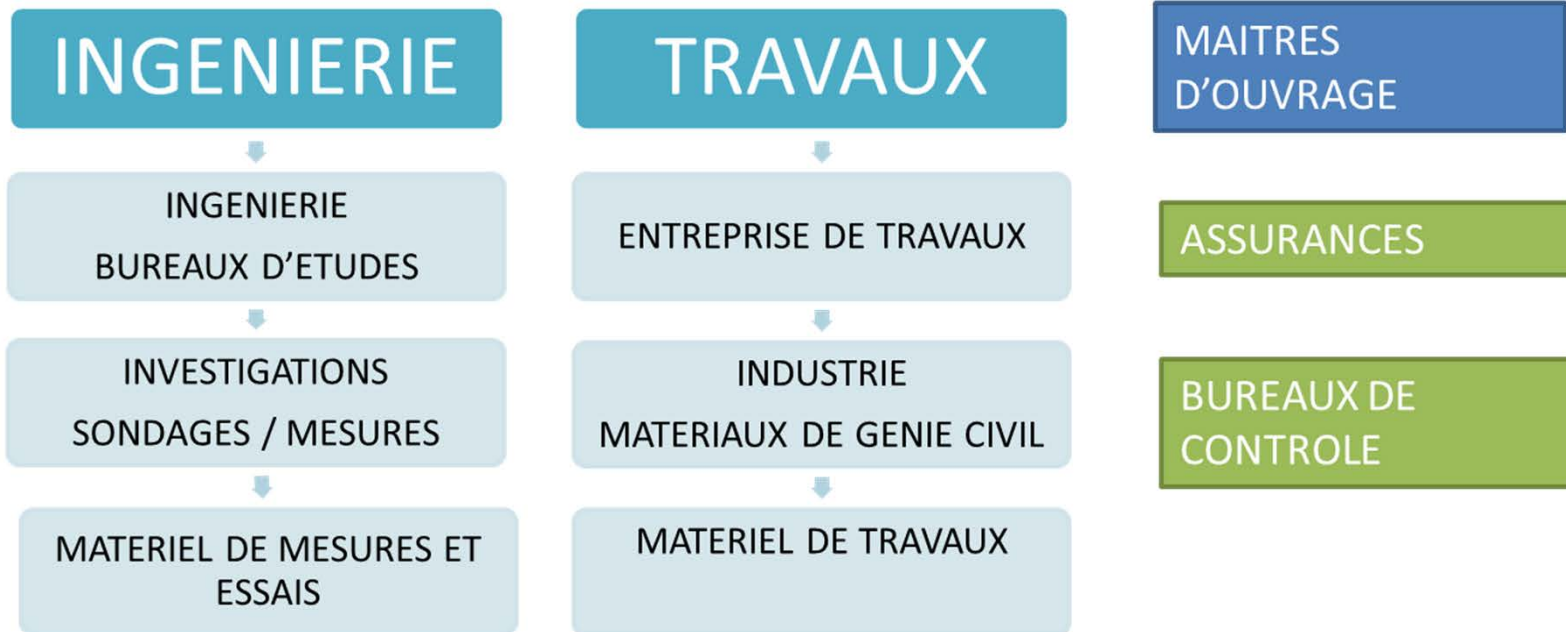 INGENIERIE
INGENIERIE
BUREAUX D'ETUDES
INVESTIGATIONS
SONDAGES / MESURES
MATERIEL DE MESURES ET
ESSAIS
TRAVAUX
ENTREPRISE DE TRAVAUX
INDUSTRIE
MATERIAUX DE GENIE CIVIL
MATERIEL DE TRAVAUX
MAITRES
D'OUVRAGE
ASSURANCES
BUREAUX DE
CONTROLE